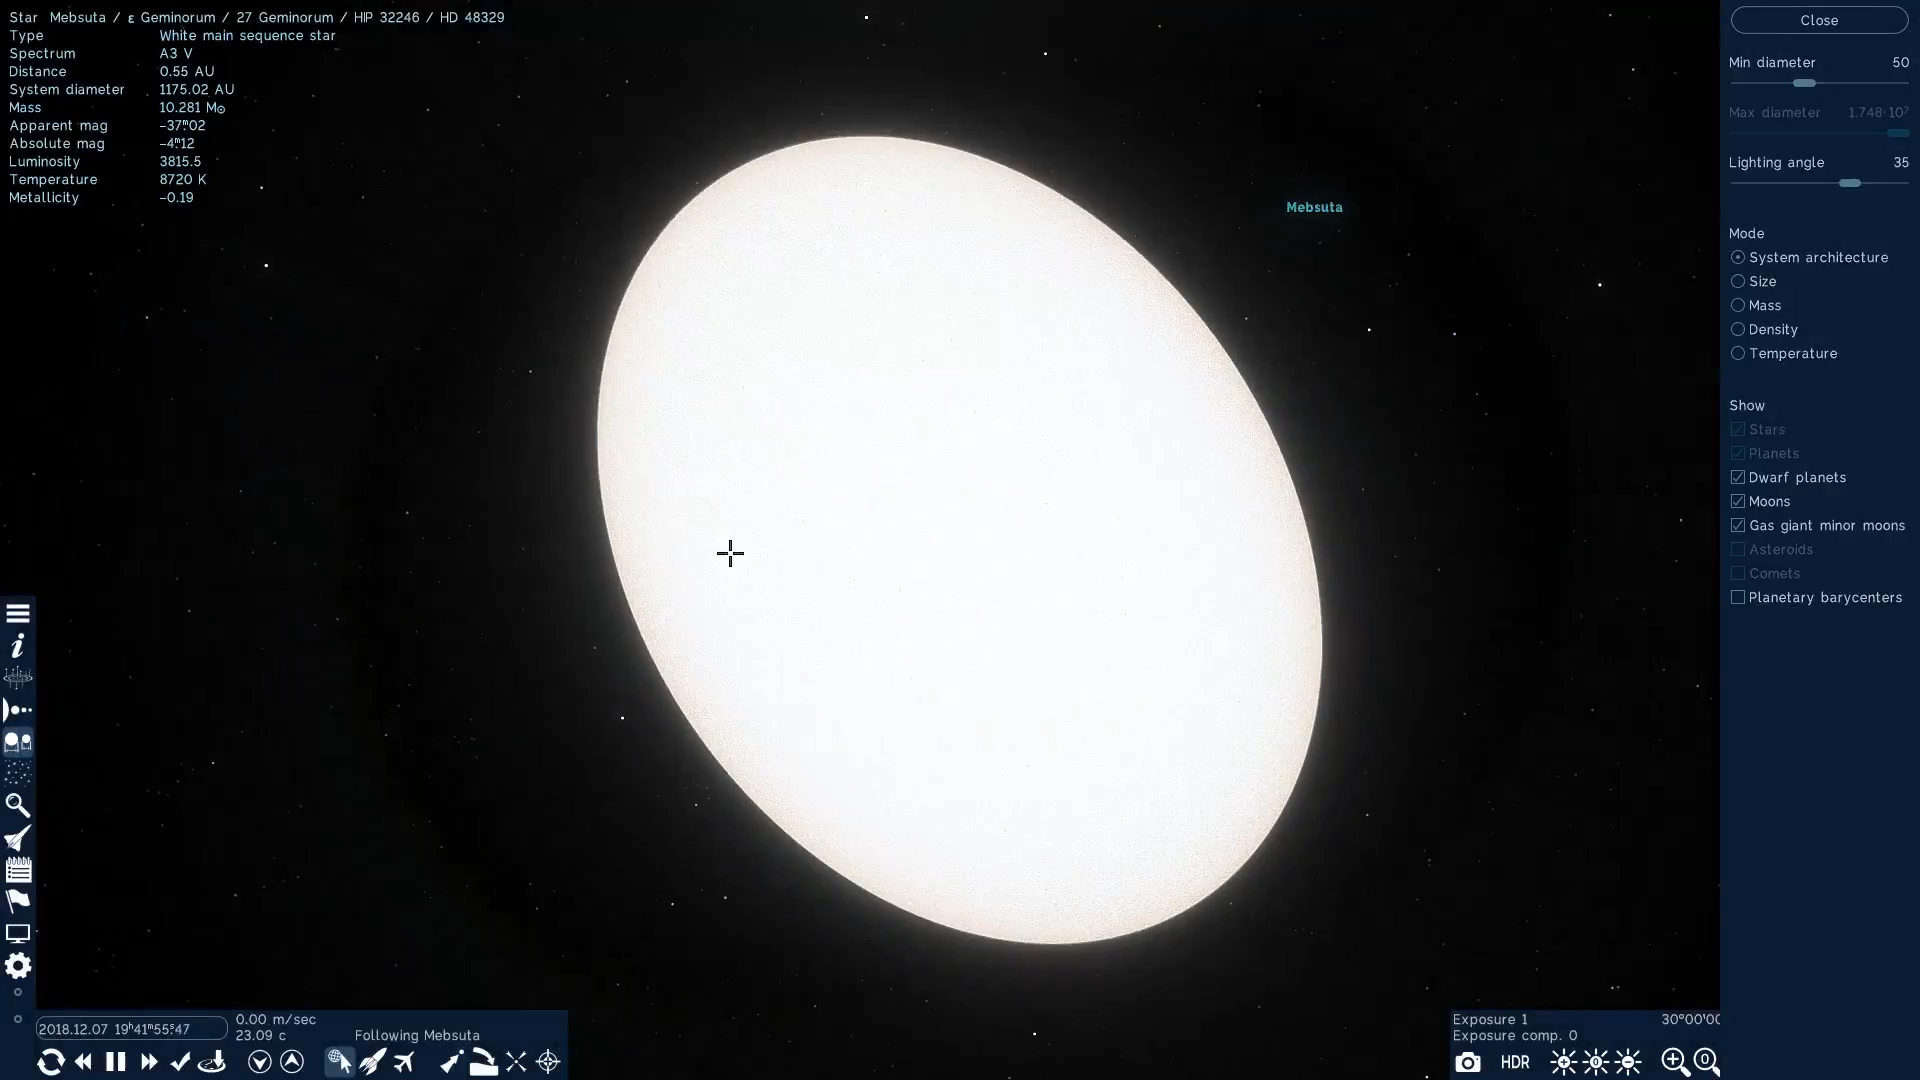 Star Mebsuta / ε Geminorum / 27 Geminorum / HIP 32246 / HD 48329
Type White main sequence star
Spectrum A3 V
Distance 0.55 AU
System diameter 1175.02 AU
Mass 10.281 M☉
Apparent mag −37ᵐ02
Absolute mag −4ᵐ12
Luminosity 3815.5
Temperature 8720 K
Metallicity −0.19
Mebsuta
Close
Min diameter 50
Max diameter 1.748·10⁷
Lighting angle 35
Mode
System architecture
Size
Mass
Density
Temperature
Show
Stars
Planets
Dwarf planets
Moons
Gas giant minor moons
Asteroids
Comets
Planetary barycenters
2018.12.07 19ʰ41ᵐ55ˢ47
0.00 m/sec
23.09 c
Following Mebsuta
Exposure 1 30°00'00
Exposure comp. 0
HDR
0